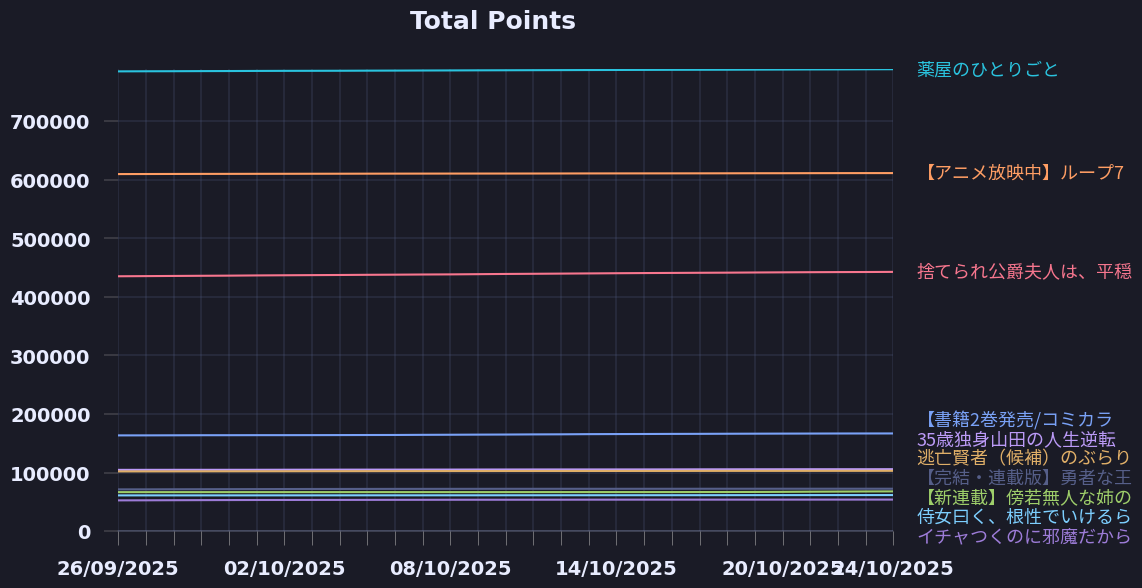 Total Points
薬屋のひとりごと
700000
【アニメ放映中】ループ7
600000
500000
捨てられ公爵夫人は、平穏
400000
300000
200000
【書籍2巻発売/コミカラ
35歳独身山田の人生逆転
逃亡賢者（候補）のぶらり
100000
【完結・連載版】勇者な王
【新連載】傍若無人な姉の
侍女曰く、根性でいけるら
0
イチャつくのに邪魔だから
26/09/2025
02/10/2025
08/10/2025
14/10/2025
20/10/2025
24/10/2025